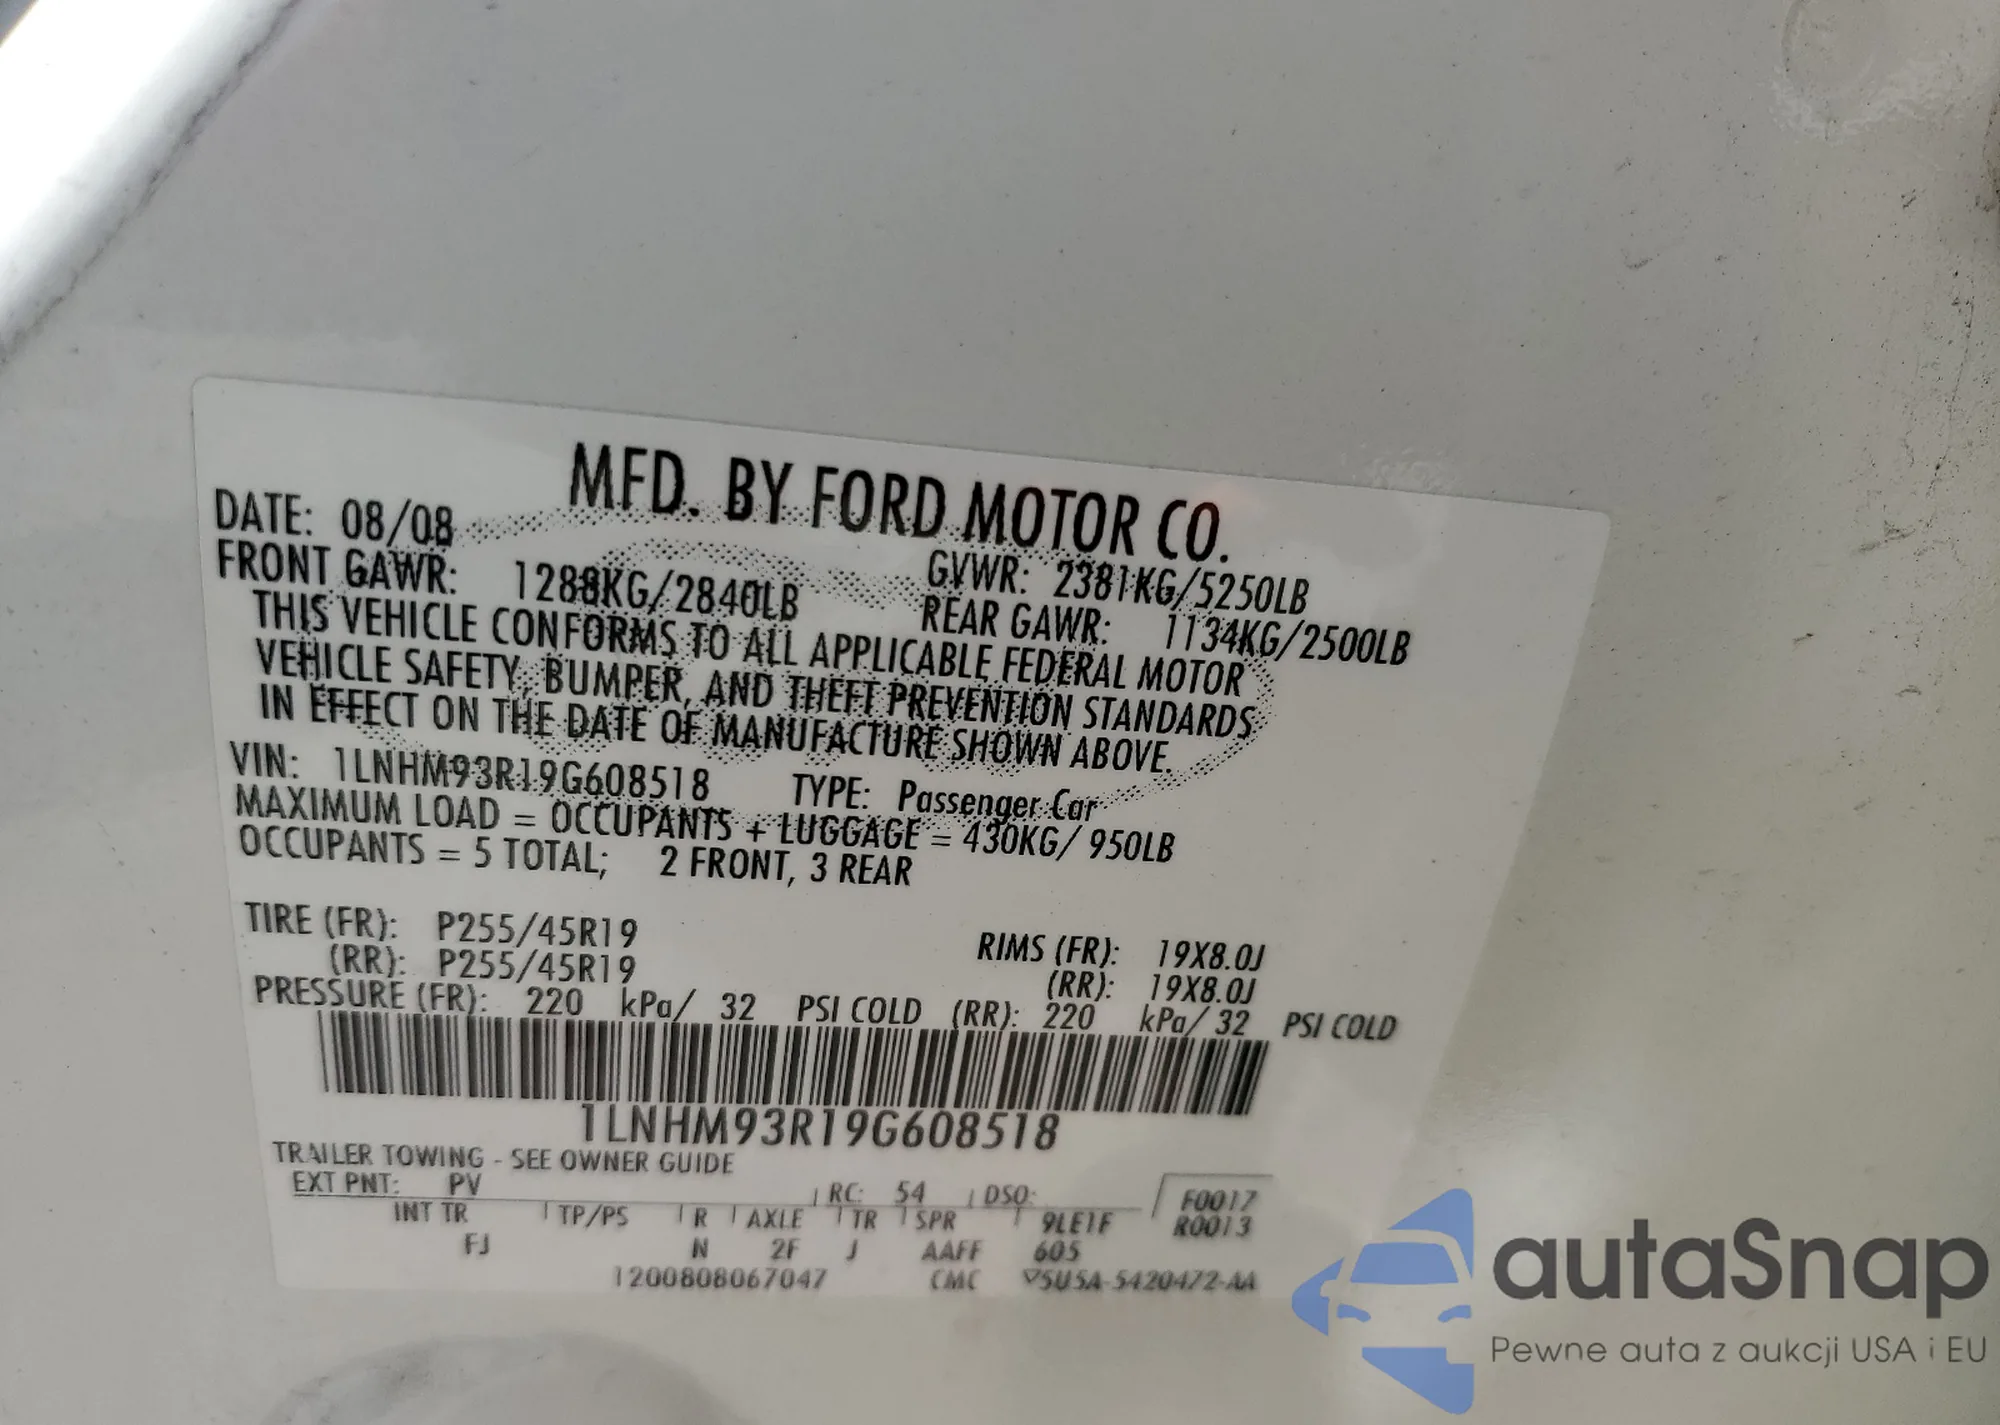 MFD. BY FORD MOTOR CO.
DATE: 08/08
GVWR: 2381KG/5250LB
FRONT GAWR: 1288KG/2840LB
REAR GAWR: 1134KG/2500LB
THIS VEHICLE CONFORMS TO ALL APPLICABLE FEDERAL MOTOR
VEHICLE SAFETY, BUMPER, AND THEFT PREVENTION STANDARDS
IN EFFECT ON THE DATE OF MANUFACTURE SHOWN ABOVE.
VIN: 1LNHM93R19G608518 TYPE: Passenger Car
MAXIMUM LOAD = OCCUPANTS + LUGGAGE = 430KG/ 950LB
OCCUPANTS = 5 TOTAL; 2 FRONT, 3 REAR
TIRE (FR): P255/45R19 RIMS (FR): 19X8.0J
(RR): P255/45R19 (RR): 19X8.0J
PRESSURE (FR): 220 kPa/ 32 PSI COLD (RR): 220 kPa/ 32 PSI COLD
1LNHM93R19G608518
TRAILER TOWING - SEE OWNER GUIDE
EXT PNT: PV RC: 54 DSO: F0017
INT TR TP/PS R AXLE TR SPR 9LE1F R0013
FJ N 2F J AAFF 605
1200808067047 CMC ▽5U5A-5420472-AA
autaSnap
Pewne auta z aukcji USA i EU